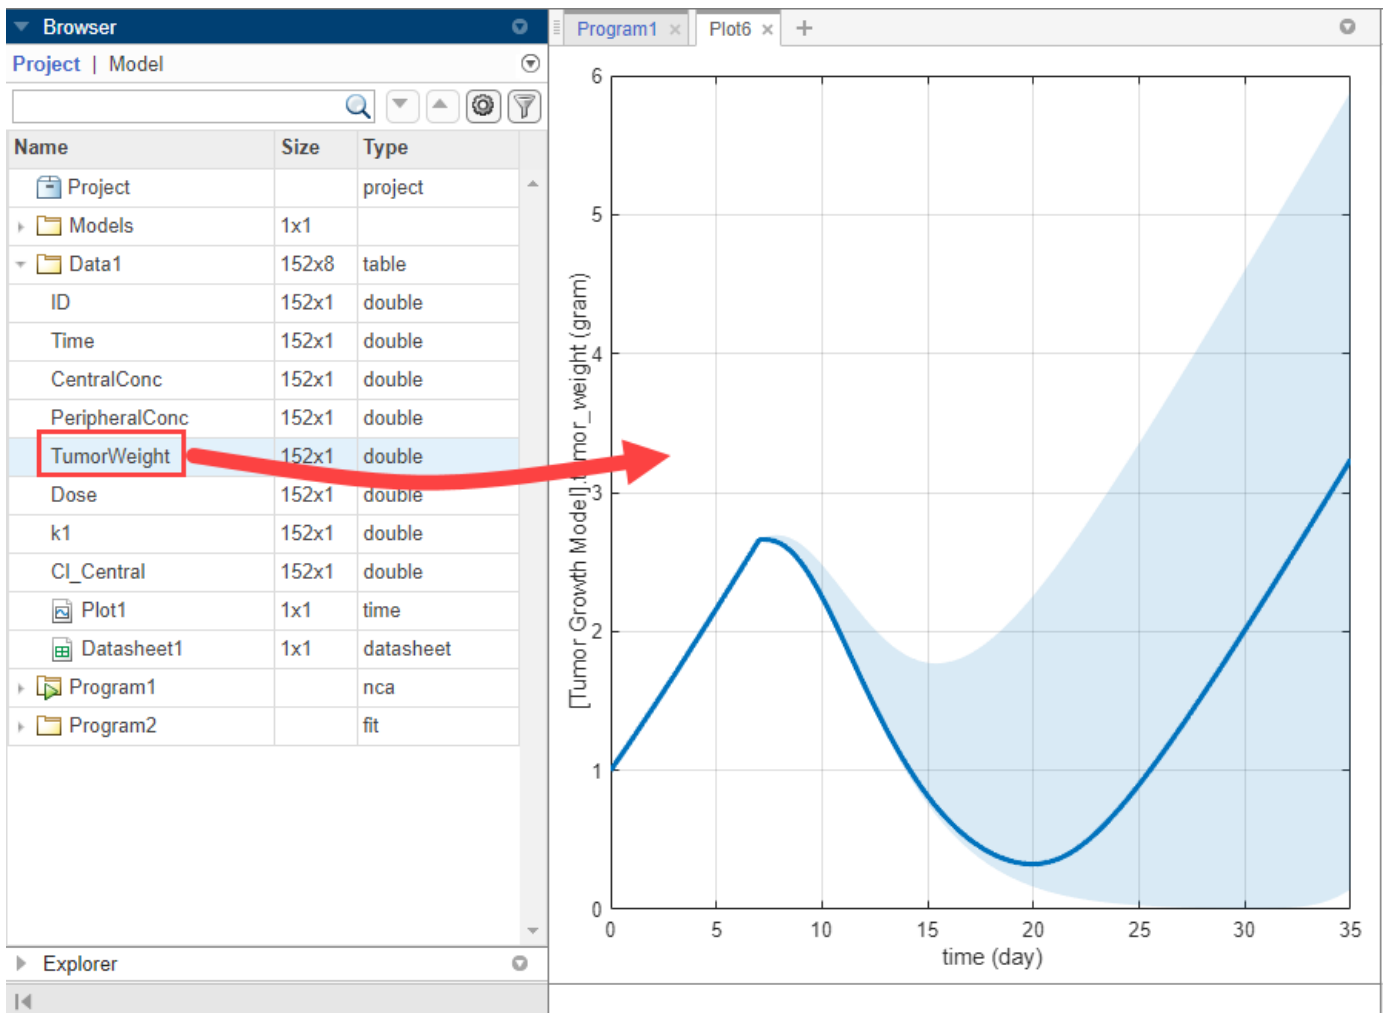 Browser
Project | Model
Name Size Type
Project project
Models 1x1
Data1 152x8 table
ID 152x1 double
Time 152x1 double
CentralConc 152x1 double
PeripheralConc 152x1 double
TumorWeight 152x1 double
Dose 152x1 double
k1 152x1 double
Cl_Central 152x1 double
Plot1 1x1 time
Datasheet1 1x1 datasheet
Program1 nca
Program2 fit
Explorer
Program1 × Plot6 × +
[Tumor Growth Model].tumor_weight (gram)
6
5
4
3
2
1
0
0 5 10 15 20 25 30 35
time (day)